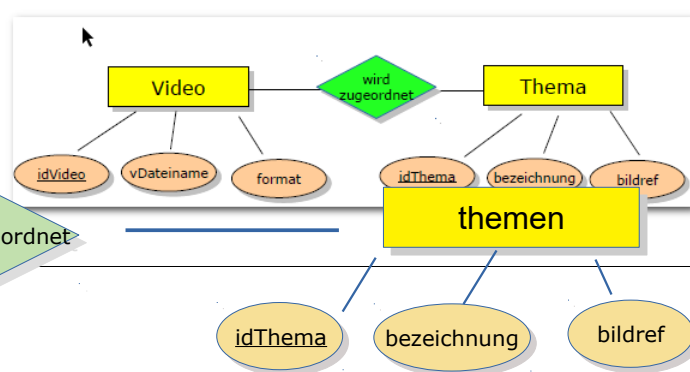 wird
zugeordnet
Video
Thema
idVideo
vDateiname
format
idThema
bezeichnung
bildref
themen
ordnet
idThema
bezeichnung
bildref